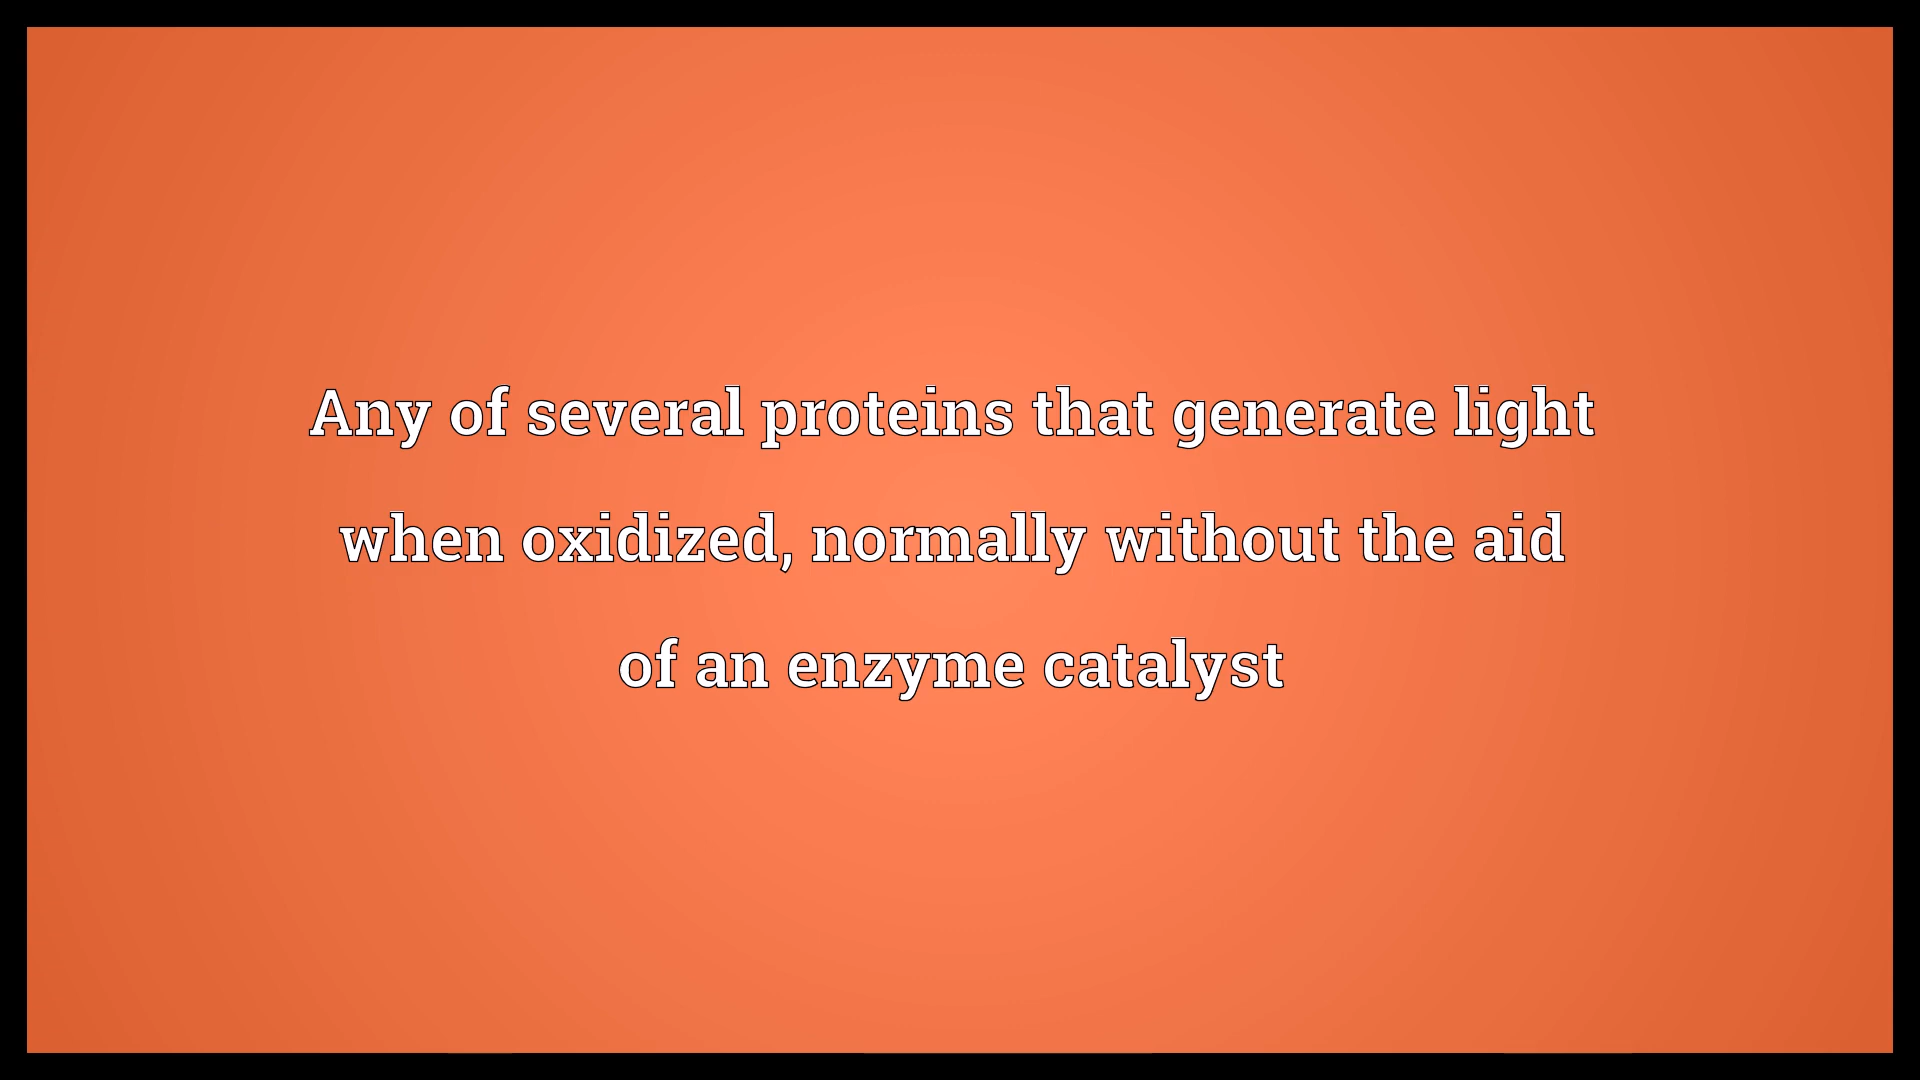 Any of several proteins that generate light
when oxidized, normally without the aid
of an enzyme catalyst